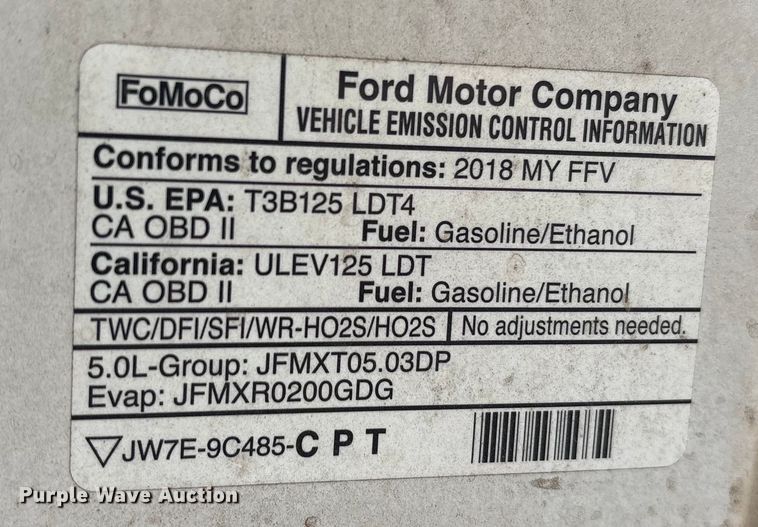 FoMoCo
Ford Motor Company
VEHICLE EMISSION CONTROL INFORMATION
Conforms to regulations: 2018 MY FFV
U.S. EPA: T3B125 LDT4
CA OBD II Fuel: Gasoline/Ethanol
California: ULEV125 LDT
CA OBD II Fuel: Gasoline/Ethanol
TWC/DFI/SFI/WR-HO2S/HO2S No adjustments needed.
5.0L-Group: JFMXT05.03DP
Evap: JFMXR0200GDG
JW7E-9C485-C P T
Purple Wave Auction